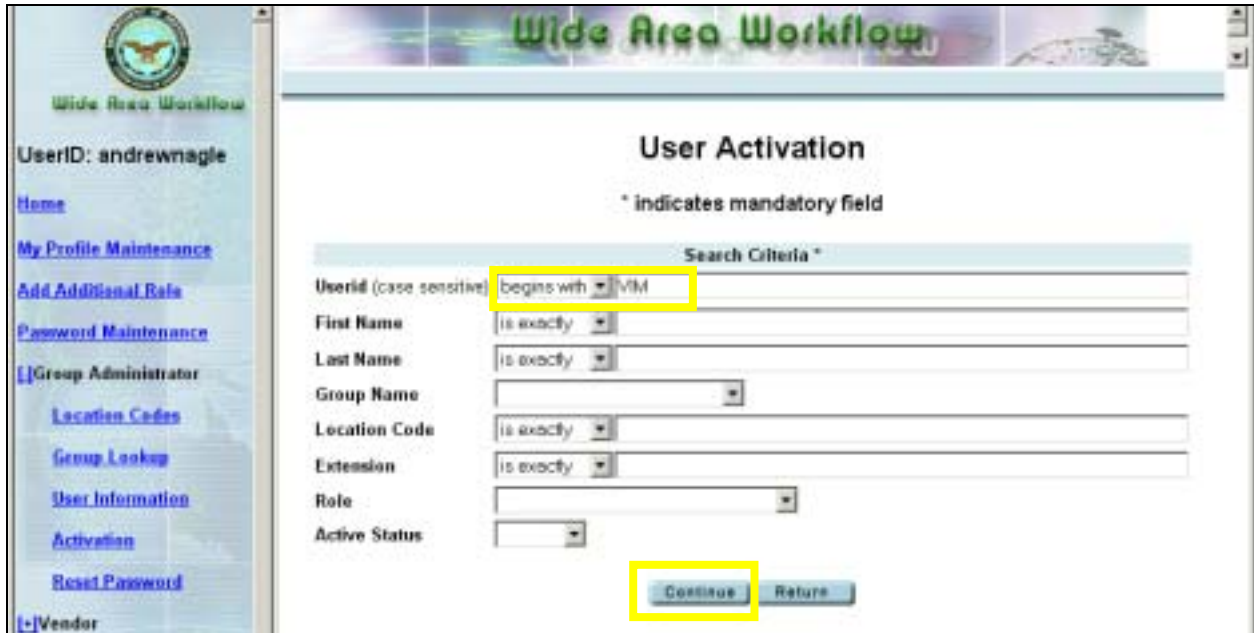 Wide Area Workflow
Wide Area Workflow
UserID: andrewnagle
Home
My Profile Maintenance
Add Additional Role
Password Maintenance
[-]Group Administrator
Location Codes
Group Lookup
User Information
Activation
Reset Password
[+]Vendor
User Activation
* indicates mandatory field
Search Criteria *
Userid (case sensitive) begins with VIM
First Name is exactly
Last Name is exactly
Group Name
Location Code is exactly
Extension is exactly
Role
Active Status
Continue Return